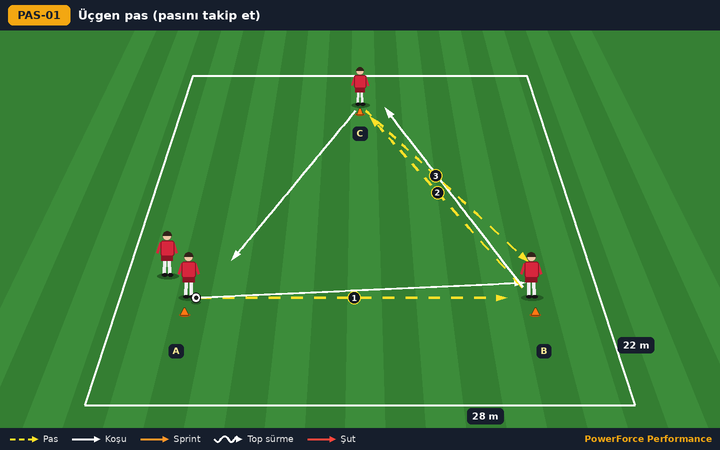 PAS-01 Üçgen pas (pasını takip et)
C
3
2
1
A
B
22 m
28 m
Pas Koşu Sprint Top sürme Şut PowerForce Performance